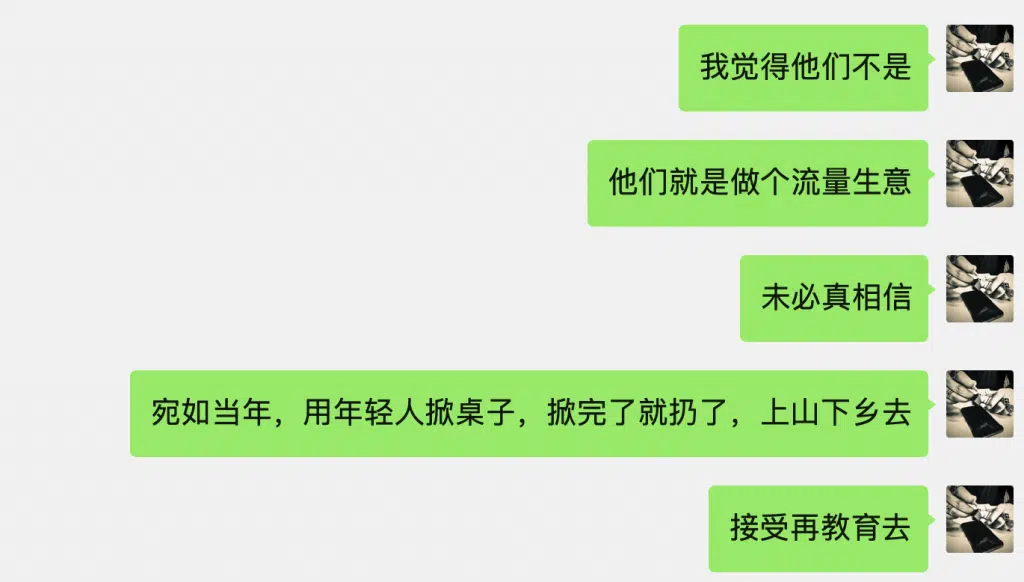 我觉得他们不是
他们就是做个流量生意
未必真相信
宛如当年，用年轻人掀桌子，掀完了就扔了，上山下乡去
接受再教育去